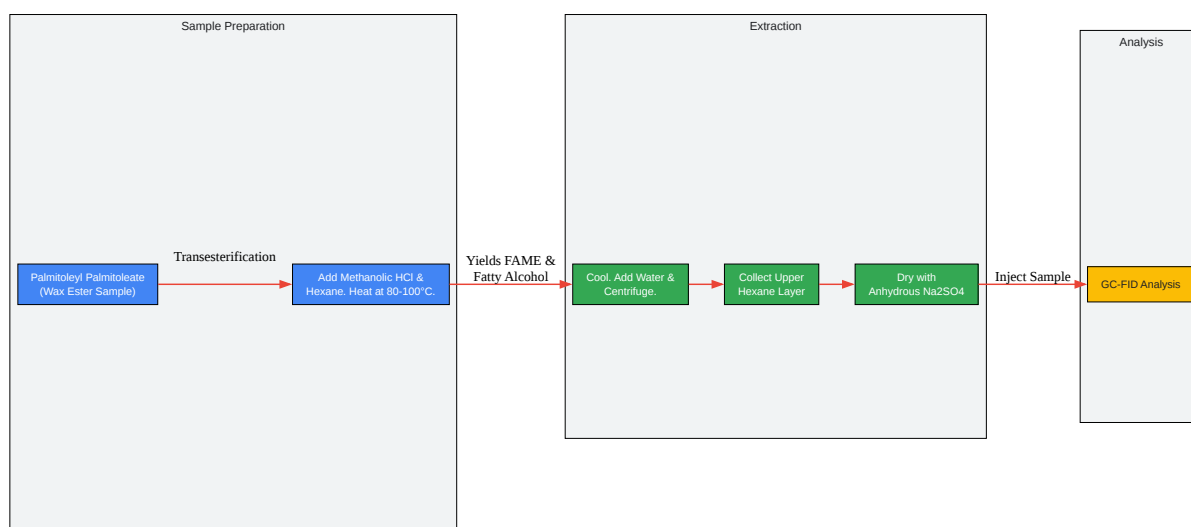 Sample Preparation
Extraction
Analysis
Transesterification
Yields FAME &
Fatty Alcohol
Inject Sample
Palmitoleyl Palmitoleate
(Wax Ester Sample)
Add Methanolic HCl &
Hexane. Heat at 80-100°C.
Cool. Add Water &
Centrifuge.
Collect Upper
Hexane Layer
Dry with
Anhydrous Na2SO4
GC-FID Analysis